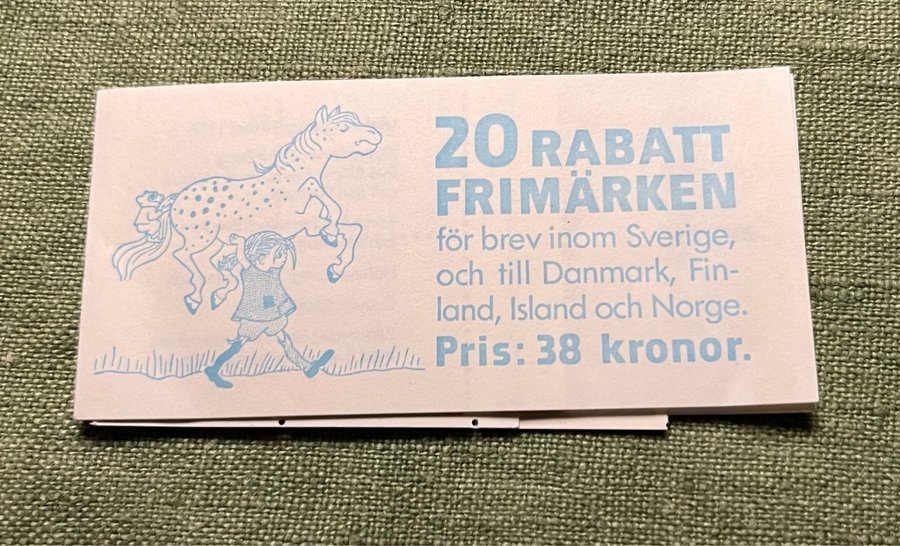 20 RABATT
FRIMÄRKEN
för brev inom Sverige,
och till Danmark, Fin-
land, Island och Norge.
Pris: 38 kronor.